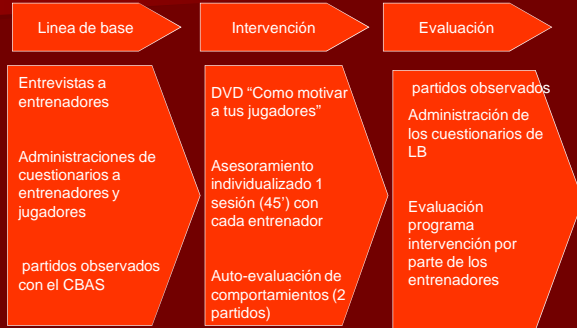 Linea de base
Intervención
Evaluación
Entrevistas a
entrenadores
Administraciones de
cuestionarios a
entrenadores y
jugadores
partidos observados
con el CBAS
DVD “Como motivar
a tus jugadores”
Asesoramiento
individualizado 1
sesión (45’) con
cada entrenador
Auto-evaluación de
comportamientos (2
partidos)
partidos observados
Administración de
los cuestionarios de
LB
Evaluación
programa
intervención por
parte de los
entrenadores